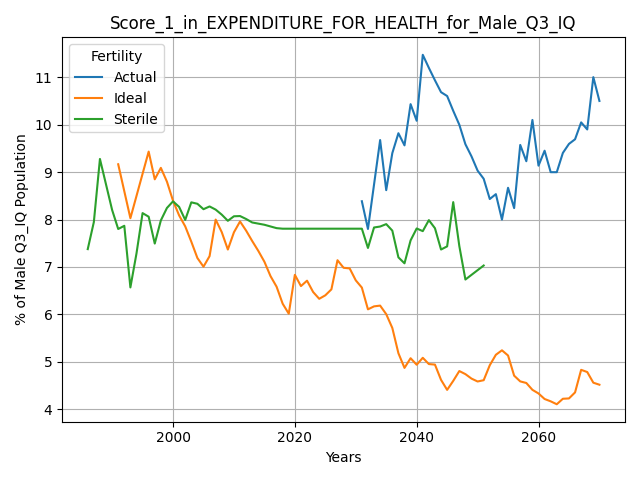 Score_1_in_EXPENDITURE_FOR_HEALTH_for_Male_Q3_IQ
Fertility
Actual
Ideal
Sterile
% of Male Q3_IQ Population
11
10
9
8
7
6
5
4
2000 2020 2040 2060
Years